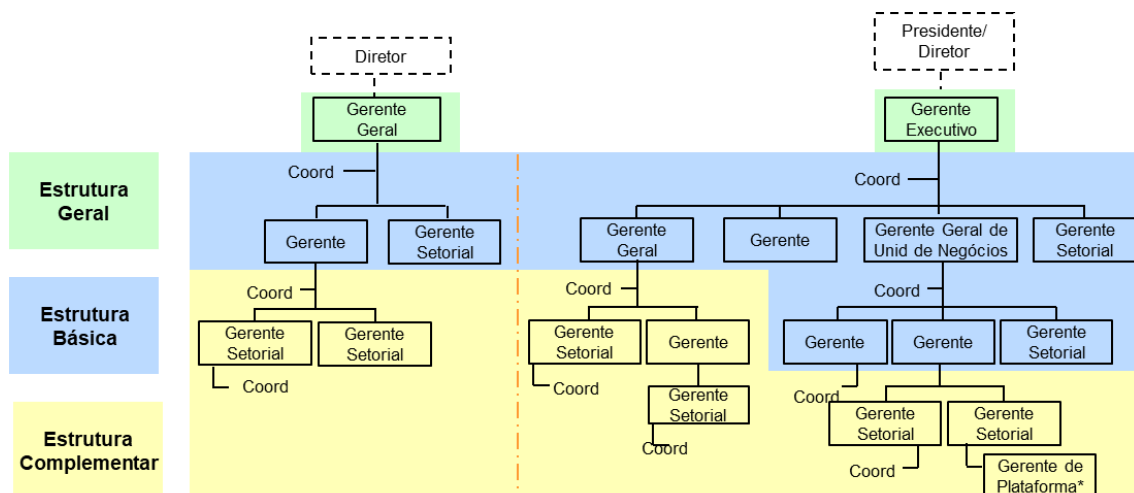 Presidente/
Diretor
Diretor
Gerente
Geral
Gerente
Executivo
Coord
Coord
Estrutura
Geral
Gerente
Gerente
Setorial
Gerente
Geral
Gerente
Gerente Geral de
Unid de Negócios
Gerente
Setorial
Coord
Coord
Coord
Estrutura
Básica
Gerente
Setorial
Gerente
Setorial
Gerente
Setorial
Gerente
Gerente
Gerente
Gerente
Setorial
Coord
Coord
Coord
Gerente
Setorial
Gerente
Setorial
Gerente
Setorial
Estrutura
Complementar
Coord
Coord
Gerente de
Plataforma*